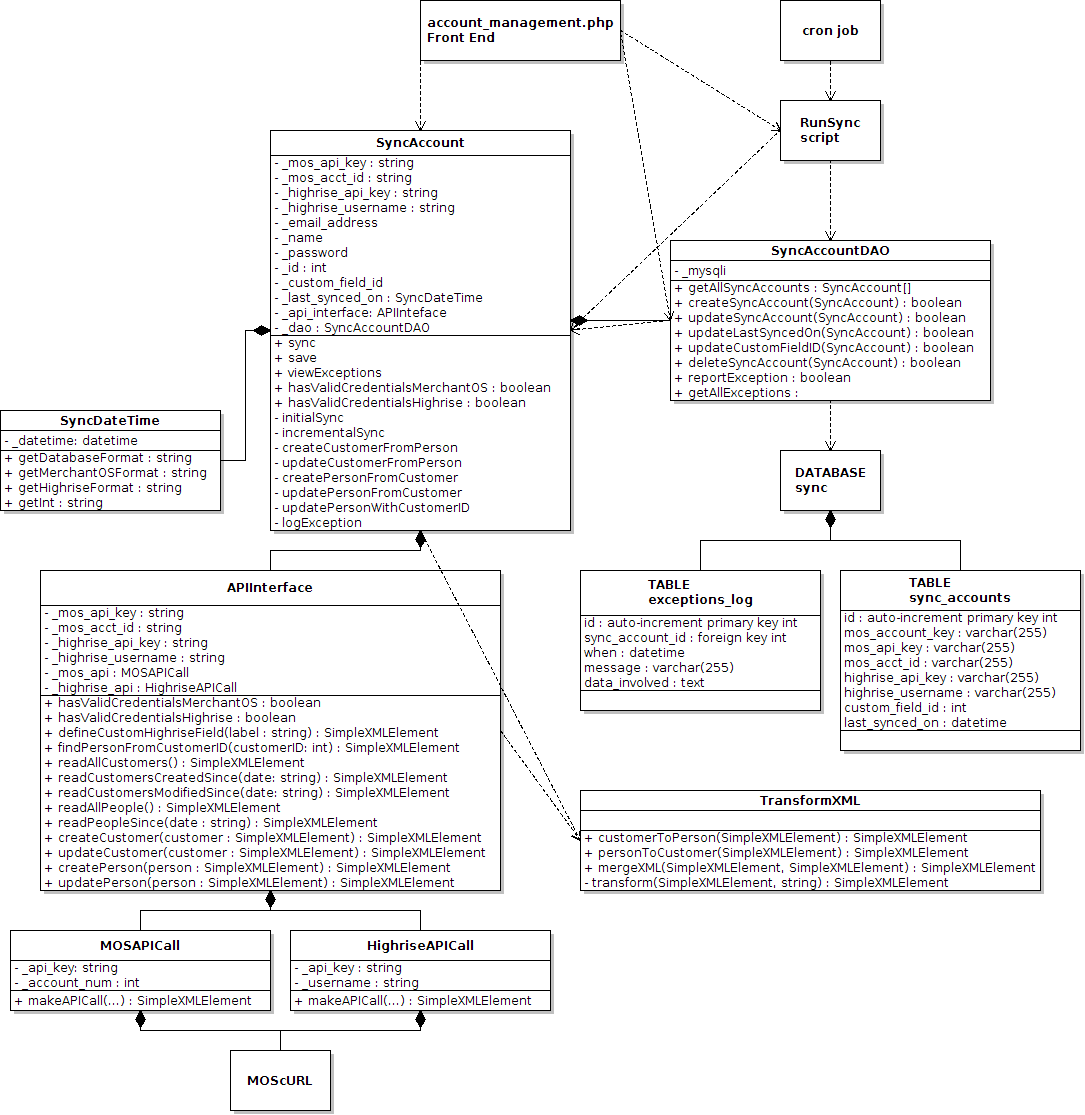 account_management.php
Front End
cron job
RunSync
script
SyncAccount
- _mos_api_key : string
- _mos_acct_id : string
- _highrise_api_key : string
- _highrise_username : string
- _email_address
- _name
- _password
- _id : int
- _custom_field_id
- _last_synced_on : SyncDateTime
- _api_interface: APIInteface
- _dao : SyncAccountDAO
+ sync
+ save
+ viewExceptions
+ hasValidCredentialsMerchantOS : boolean
+ hasValidCredentialsHighrise : boolean
- initialSync
- incrementalSync
- createCustomerFromPerson
- updateCustomerFromPerson
- createPersonFromCustomer
- updatePersonFromCustomer
- updatePersonWithCustomerID
- logException
SyncAccountDAO
- _mysqli
+ getAllSyncAccounts : SyncAccount[]
+ createSyncAccount(SyncAccount) : boolean
+ updateSyncAccount(SyncAccount) : boolean
+ updateLastSyncedOn(SyncAccount) : boolean
+ updateCustomFieldID(SyncAccount) : boolean
+ deleteSyncAccount(SyncAccount) : boolean
+ reportException : boolean
+ getAllExceptions :
SyncDateTime
- _datetime: datetime
+ getDatabaseFormat : string
+ getMerchantOSFormat : string
+ getHighriseFormat : string
+ getInt : string
DATABASE
sync
TABLE
exceptions_log
id : auto-increment primary key int
sync_account_id : foreign key int
when : datetime
message : varchar(255)
data_involved : text
TABLE
sync_accounts
id : auto-increment primary key int
mos_account_key : varchar(255)
mos_api_key : varchar(255)
mos_acct_id : varchar(255)
highrise_api_key : varchar(255)
highrise_username : varchar(255)
custom_field_id : int
last_synced_on : datetime
APIInterface
- _mos_api_key : string
- _mos_acct_id : string
- _highrise_api_key : string
- _highrise_username : string
- _mos_api : MOSAPICall
- _highrise_api : HighriseAPICall
+ hasValidCredentialsMerchantOS : boolean
+ hasValidCredentialsHighrise : boolean
+ defineCustomHighriseField(label : string) : SimpleXMLElement
+ findPersonFromCustomerID(customerID: int) : SimpleXMLElement
+ readAllCustomers() : SimpleXMLElement
+ readCustomersCreatedSince(date: string) : SimpleXMLElement
+ readCustomersModifiedSince(date: string) : SimpleXMLElement
+ readAllPeople() : SimpleXMLElement
+ readPeopleSince(date : string) : SimpleXMLElement
+ createCustomer(customer : SimpleXMLElement) : SimpleXMLElement
+ updateCustomer(customer : SimpleXMLElement) : SimpleXMLElement
+ createPerson(person : SimpleXMLElement) : SimpleXMLElement
+ updatePerson(person : SimpleXMLElement) : SimpleXMLElement
TransformXML
+ customerToPerson(SimpleXMLElement) : SimpleXMLElement
+ personToCustomer(SimpleXMLElement) : SimpleXMLElement
+ mergeXML(SimpleXMLElement, SimpleXMLElement) : SimpleXMLElement
- transform(SimpleXMLElement, string) : SimpleXMLElement
MOSAPICall
- _api_key: string
- _account_num : int
+ makeAPICall(...) : SimpleXMLElement
HighriseAPICall
- _api_key : string
- _username : string
+ makeAPICall(...) : SimpleXMLElement
MOScURL